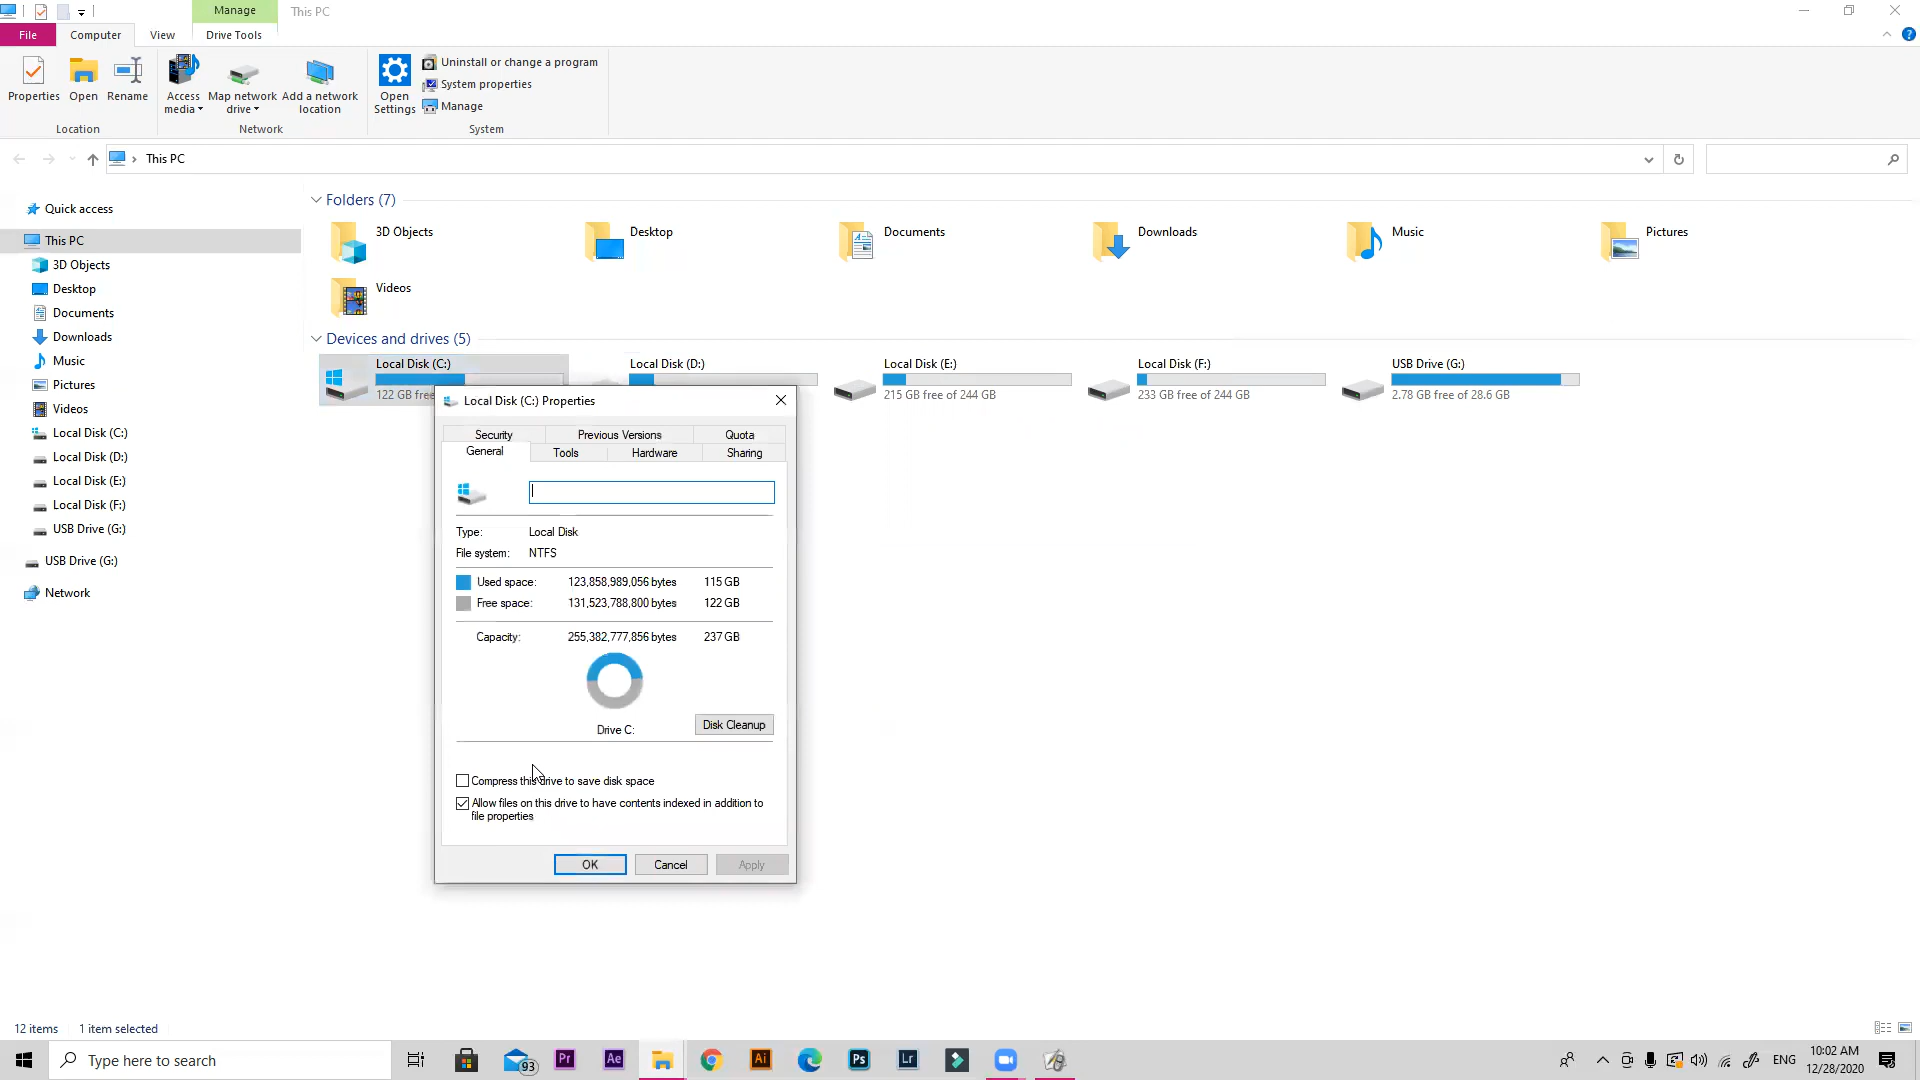 Manage
This PC
File
Computer
View
Drive Tools
Properties
Open
Rename
Access
media
Map network
drive
Add a network
location
Open
Settings
Uninstall or change a program
System properties
Manage
Location
Network
System
This PC
Quick access
This PC
3D Objects
Desktop
Documents
Downloads
Music
Pictures
Videos
Local Disk (C:)
Local Disk (D:)
Local Disk (E:)
Local Disk (F:)
USB Drive (G:)
USB Drive (G:)
Network
Folders (7)
3D Objects
Desktop
Documents
Downloads
Music
Pictures
Videos
Devices and drives (5)
Local Disk (C:)
122 GB free
Local Disk (D:)
Local Disk (E:)
215 GB free of 244 GB
Local Disk (F:)
233 GB free of 244 GB
USB Drive (G:)
2.78 GB free of 28.6 GB
Local Disk (C:) Properties
Security
Previous Versions
Quota
General
Tools
Hardware
Sharing
Type: Local Disk
File system: NTFS
Used space: 123,858,989,056 bytes 115 GB
Free space: 131,523,788,800 bytes 122 GB
Capacity: 255,382,777,856 bytes 237 GB
Drive C:
Disk Cleanup
Compress this drive to save disk space
Allow files on this drive to have contents indexed in addition to
file properties
OK
Cancel
Apply
12 items
1 item selected
Type here to search
93
Pr
Ae
Ai
Ps
Lr
ENG
10:02 AM
12/28/2020